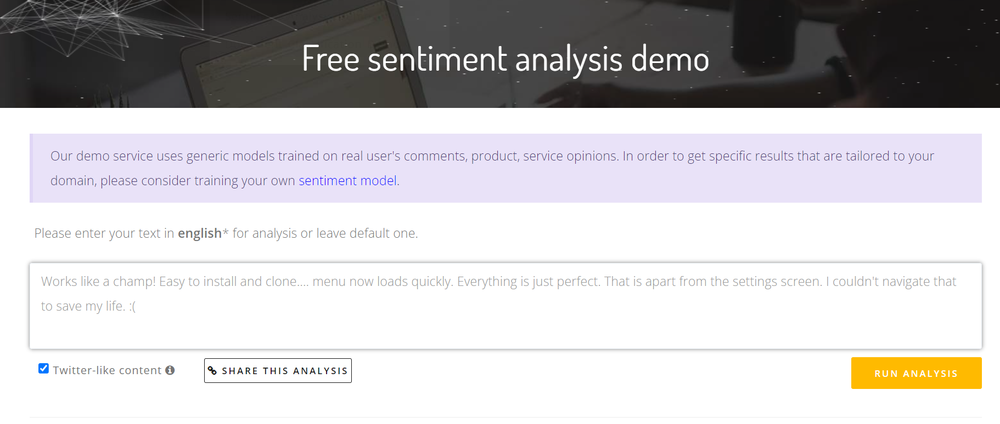 Free sentiment analysis demo
Our demo service uses generic models trained on real user's comments, product, service opinions. In order to get specific results that are tailored to your
domain, please consider training your own sentiment model.
Please enter your text in english* for analysis or leave default one.
Works like a champ! Easy to install and clone.... menu now loads quickly. Everything is just perfect. That is apart from the settings screen. I couldn't navigate that
to save my life. :(
Twitter-like content
SHARE THIS ANALYSIS
RUN ANALYSIS